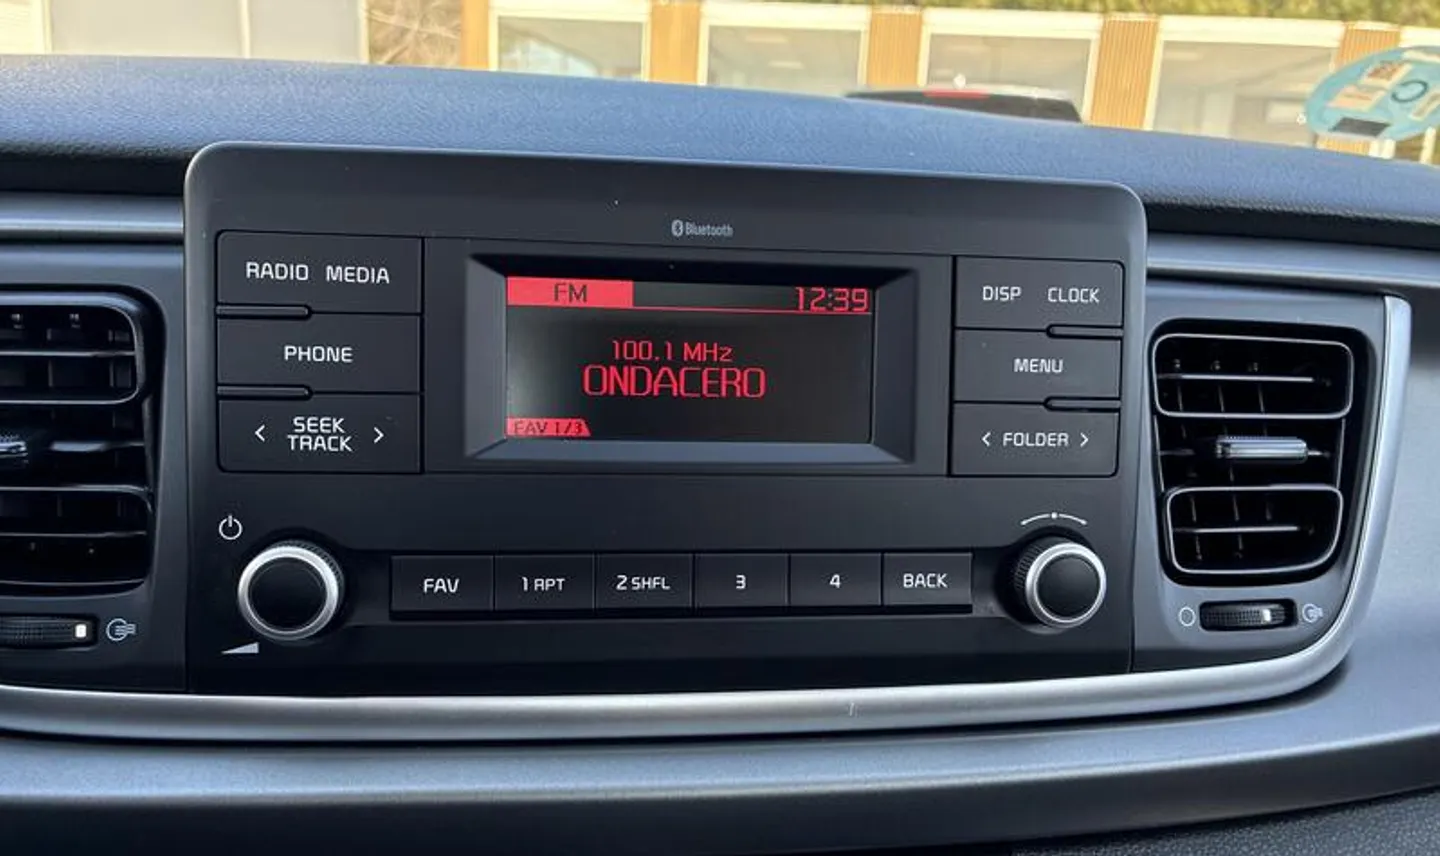 Bluetooth
RADIO MEDIA
PHONE
< SEEK TRACK >
FM 12:39
100.1 MHz
ONDACERO
FAV 1/3
DISP CLOCK
MENU
< FOLDER >
FAV 1 RPT 2 SHFL 3 4 BACK